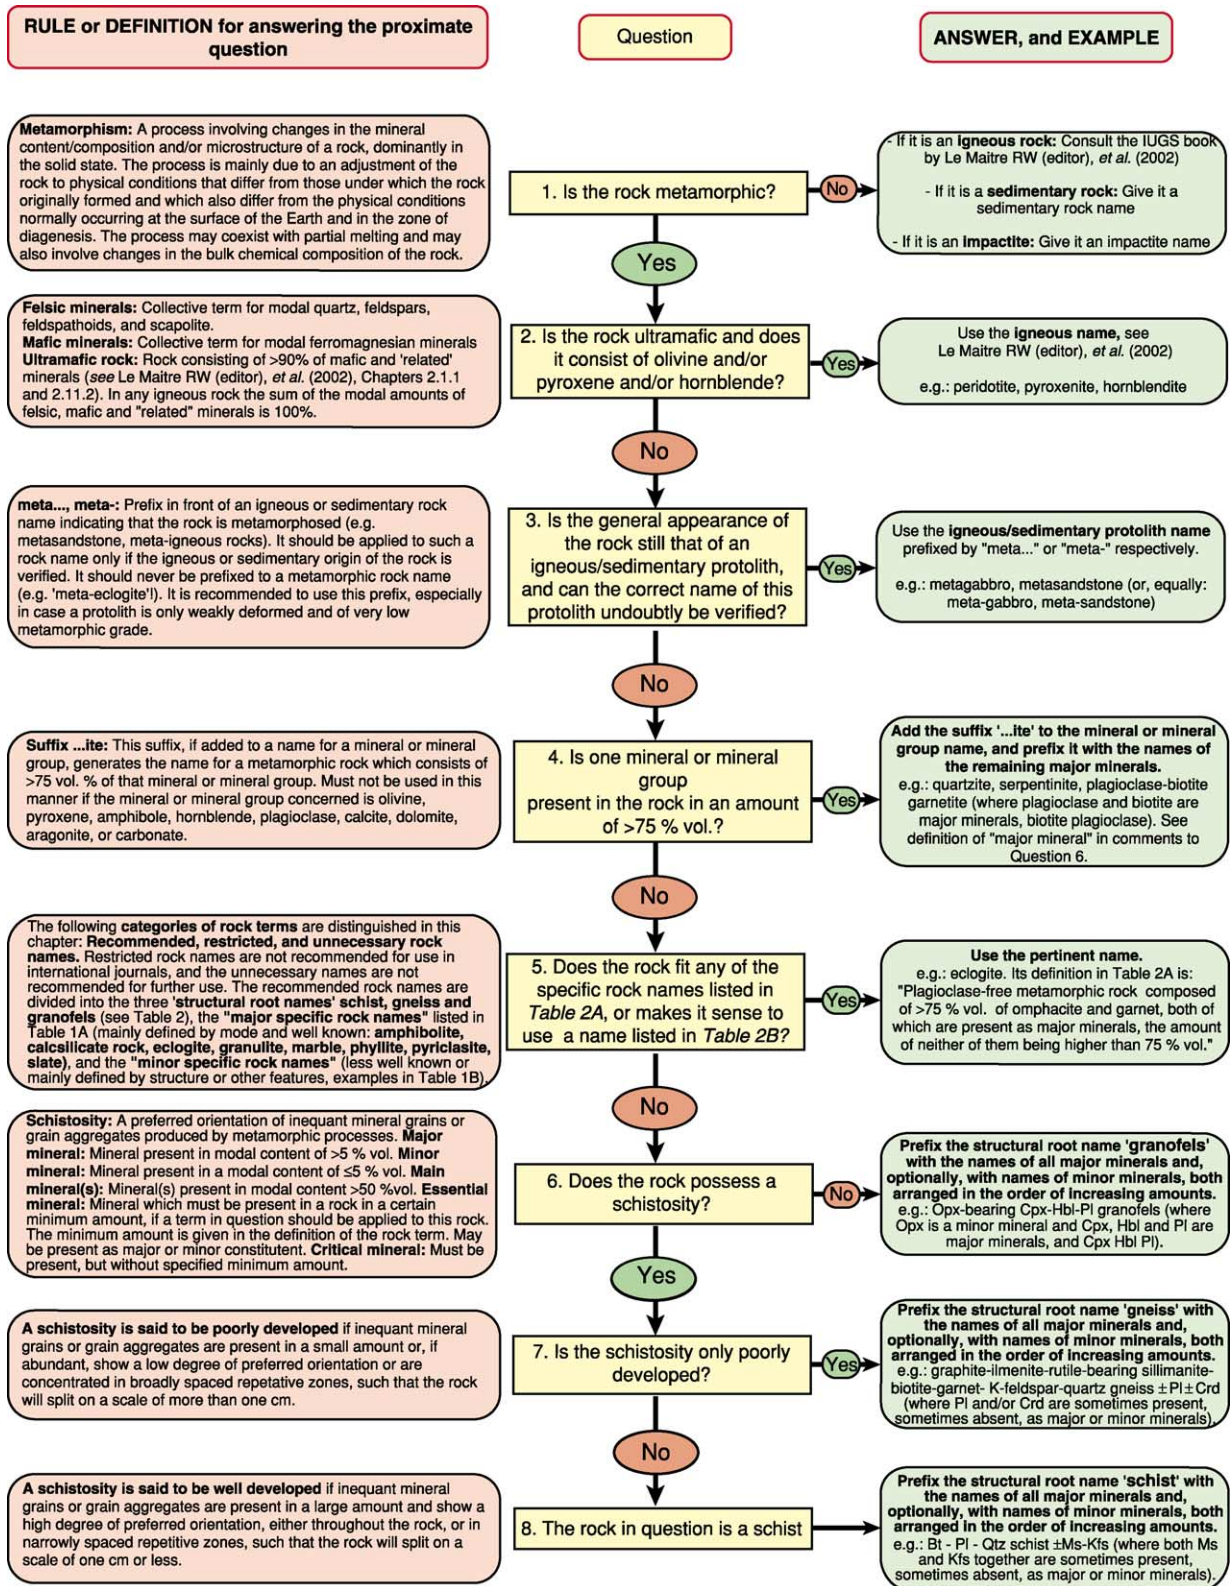 RULE or DEFINITION for answering the proximate
question
Question
ANSWER, and EXAMPLE
Metamorphism: A process involving changes in the mineral
content/composition and/or microstructure of a rock, dominantly in
the solid state. The process is mainly due to an adjustment of the
rock to physical conditions that differ from those under which the rock
originally formed and which also differ from the physical conditions
normally occurring at the surface of the Earth and in the zone of
diagenesis. The process may coexist with partial melting and may
also involve changes in the bulk chemical composition of the rock.
1. Is the rock metamorphic?
No
- If it is an igneous rock: Consult the IUGS book
by Le Maitre RW (editor), et al. (2002)
- If it is a sedimentary rock: Give it a
sedimentary rock name
- If it is an impactite: Give it an impactite name
Yes
Felsic minerals: Collective term for modal quartz, feldspars,
feldspathoids, and scapolite.
Mafic minerals: Collective term for modal ferromagnesian minerals
Ultramafic rock: Rock consisting of >90% of mafic and 'related'
minerals (see Le Maitre RW (editor), et al. (2002), Chapters 2.1.1
and 2.11.2). In any igneous rock the sum of the modal amounts of
felsic, mafic and "related" minerals is 100%.
2. Is the rock ultramafic and does
it consist of olivine and/or
pyroxene and/or hornblende?
Yes
Use the igneous name, see
Le Maitre RW (editor), et al. (2002)
e.g.: peridotite, pyroxenite, hornblendite
No
meta..., meta-: Prefix in front of an igneous or sedimentary rock
name indicating that the rock is metamorphosed (e.g.
metasandstone, meta-igneous rocks). It should be applied to such a
rock name only if the igneous or sedimentary origin of the rock is
verified. It should never be prefixed to a metamorphic rock name
(e.g. 'meta-eclogite'!). It is recommended to use this prefix, especially
in case a protolith is only weakly deformed and of very low
metamorphic grade.
3. Is the general appearance of
the rock still that of an
igneous/sedimentary protolith,
and can the correct name of this
protolith undoubtly be verified?
Yes
Use the igneous/sedimentary protolith name
prefixed by "meta..." or "meta-" respectively.
e.g.: metagabbro, metasandstone (or, equally:
meta-gabbro, meta-sandstone)
No
Suffix ...ite: This suffix, if added to a name for a mineral or mineral
group, generates the name for a metamorphic rock which consists of
>75 vol. % of that mineral or mineral group. Must not be used in this
manner if the mineral or mineral group concerned is olivine,
pyroxene, amphibole, hornblende, plagioclase, calcite, dolomite,
aragonite, or carbonate.
4. Is one mineral or mineral
group
present in the rock in an amount
of >75 % vol.?
Yes
Add the suffix '...ite' to the mineral or mineral
group name, and prefix it with the names of
the remaining major minerals.
e.g.: quartzite, serpentinite, plagioclase-biotite
garnetite (where plagioclase and biotite are
major minerals, biotite plagioclase). See
definition of "major mineral" in comments to
Question 6.
No
The following categories of rock terms are distinguished in this
chapter: Recommended, restricted, and unnecessary rock
names. Restricted rock names are not recommended for use in
international journals, and the unnecessary names are not
recommended for further use. The recommended rock names are
divided into the three 'structural root names' schist, gneiss and
granofels (see Table 2), the "major specific rock names" listed in
Table 1A (mainly defined by mode and well known: amphibolite,
calcsilicate rock, eclogite, granulite, marble, phyllite, pyriclasite,
slate), and the "minor specific rock names" (less well known or
mainly defined by structure or other features, examples in Table 1B).
5. Does the rock fit any of the
specific rock names listed in
Table 2A, or makes it sense to
use a name listed in Table 2B?
Yes
Use the pertinent name.
e.g.: eclogite. Its definition in Table 2A is:
"Plagioclase-free metamorphic rock composed
of >75 % vol. of omphacite and garnet, both of
which are present as major minerals, the amount
of neither of them being higher than 75 % vol."
No
Schistosity: A preferred orientation of inequant mineral grains or
grain aggregates produced by metamorphic processes. Major
mineral: Mineral present in modal content of >5 % vol. Minor
mineral: Mineral present in a modal content of ≤5 % vol. Main
mineral(s): Mineral(s) present in modal content >50 %vol. Essential
mineral: Mineral which must be present in a rock in a certain
minimum amount, if a term in question should be applied to this rock.
The minimum amount is given in the definition of the rock term. May
be present as major or minor constitutent. Critical mineral: Must be
present, but without specified minimum amount.
6. Does the rock possess a
schistosity?
No
Prefix the structural root name 'granofels'
with the names of all major minerals and,
optionally, with names of minor minerals, both
arranged in the order of increasing amounts.
e.g.: Opx-bearing Cpx-Hbl-Pl granofels (where
Opx is a minor mineral and Cpx, Hbl and Pl are
major minerals, and Cpx Hbl Pl).
Yes
A schistosity is said to be poorly developed if inequant mineral
grains or grain aggregates are present in a small amount or, if
abundant, show a low degree of preferred orientation or are
concentrated in broadly spaced repetative zones, such that the rock
will split on a scale of more than one cm.
7. Is the schistosity only poorly
developed?
Yes
Prefix the structural root name 'gneiss' with
the names of all major minerals and,
optionally, with names of minor minerals, both
arranged in the order of increasing amounts.
e.g.: graphite-ilmenite-rutile-bearing sillimanite-
biotite-garnet- K-feldspar-quartz gneiss ±Pl±Crd
(where Pl and/or Crd are sometimes present,
sometimes absent, as major or minor minerals).
No
A schistosity is said to be well developed if inequant mineral
grains or grain aggregates are present in a large amount and show a
high degree of preferred orientation, either throughout the rock, or in
narrowly spaced repetitive zones, such that the rock will split on a
scale of one cm or less.
8. The rock in question is a schist
Prefix the structural root name 'schist' with
the names of all major minerals and,
optionally, with names of minor minerals, both
arranged in the order of increasing amounts.
e.g.: Bt - Pl - Qtz schist ±Ms-Kfs (where both Ms
and Kfs together are sometimes present,
sometimes absent, as major or minor minerals).